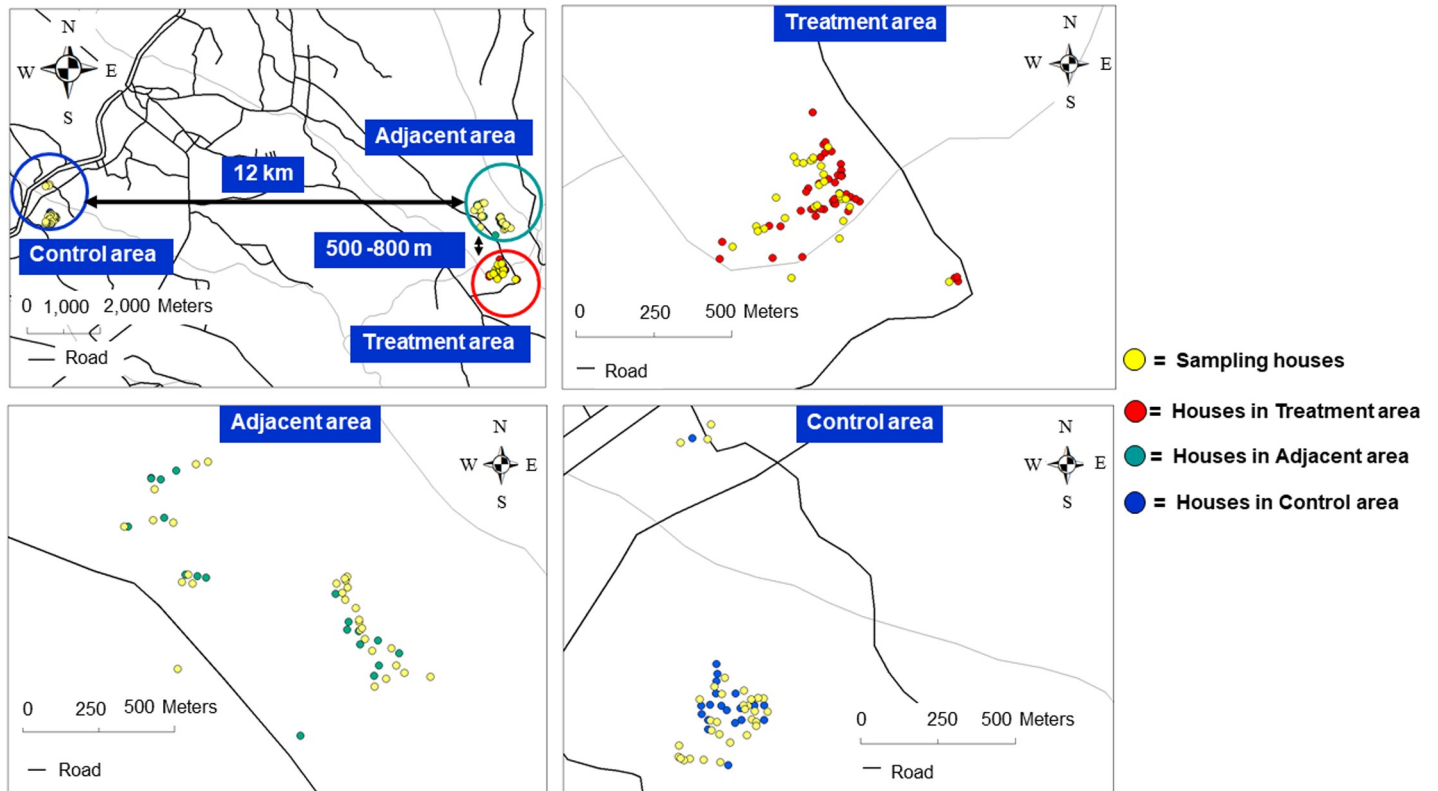 N
W E
S
Adjacent area
12 km
500 -800 m
Control area
0 1,000 2,000 Meters
Road
Treatment area
Treatment area
N
W E
S
0 250 500 Meters
Road
= Sampling houses
= Houses in Treatment area
= Houses in Adjacent area
= Houses in Control area
Adjacent area
N
W E
S
0 250 500 Meters
Road
Control area
N
W E
S
0 250 500 Meters
Road